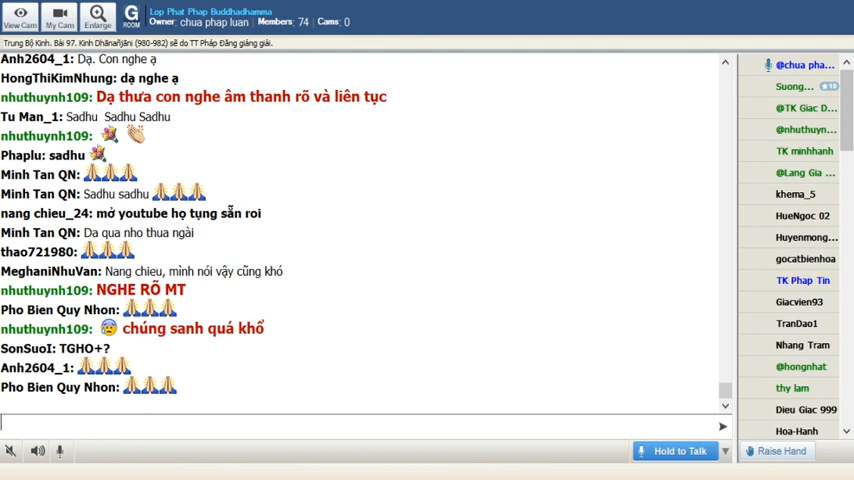 Lop Phat Phap Buddhadhamma
Owner: chua phap luan Members: 74 Cams: 0
View Cam My Cam Enlarge G ROOM
Trung Bộ Kinh. Bài 97. Kinh Dhānañjāni (980-982) sẽ do TT Pháp Đăng giảng giải.
Anh2604_1: Dạ. Con nghe ạ
HongThiKimNhung: dạ nghe ạ
nhuthuynh109: Dạ thưa con nghe âm thanh rõ và liên tục
Tu Man_1: Sadhu Sadhu Sadhu
nhuthuynh109:
Phaplu: sadhu
Minh Tan QN:
Minh Tan QN: Sadhu sadhu
nang chieu_24: mở youtube họ tụng sẵn roi
Minh Tan QN: Da qua nho thua ngài
thao721980:
MeghaniNhuVan: Nang chieu, mình nói vậy cũng khó
nhuthuynh109: NGHE RÕ MT
Pho Bien Quy Nhon:
nhuthuynh109: chúng sanh quá khổ
SonSuoI: TGHO+?
Anh2604_1:
Pho Bien Quy Nhon:
@chua pha...
Suong... 18
@TK Giac D...
@nhuthuyn...
TK minhhanh
@Lang Gia ...
khema_5
HueNgoc 02
Huyenmong...
gocatbienhoa
TK Phap Tin
Giacvien93
TranDao1
Nhang Tram
@hongnhat
thy lam
Dieu Giac 999
Hoa-Hanh
Hold to Talk
Raise Hand